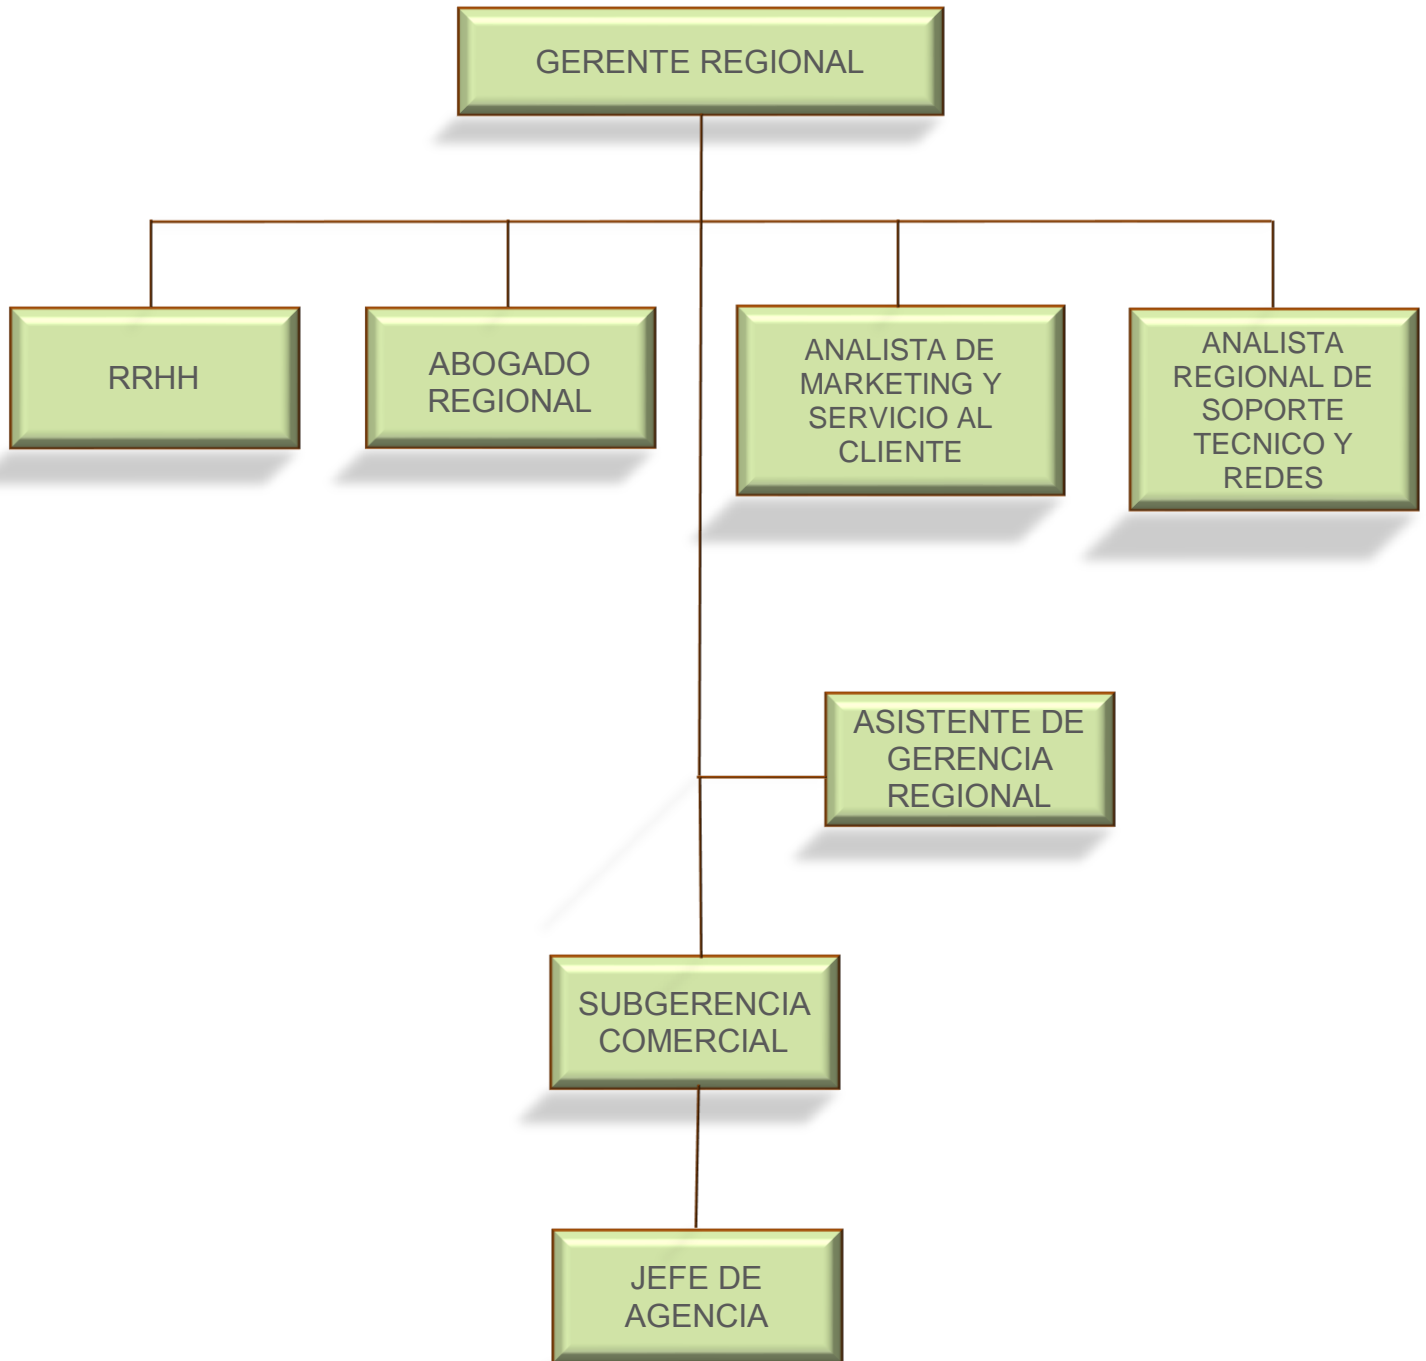 GERENTE REGIONAL
RRHH
ABOGADO
REGIONAL
ANALISTA DE
MARKETING Y
SERVICIO AL
CLIENTE
ANALISTA
REGIONAL DE
SOPORTE
TECNICO Y
REDES
ASISTENTE DE
GERENCIA
REGIONAL
SUBGERENCIA
COMERCIAL
JEFE DE
AGENCIA